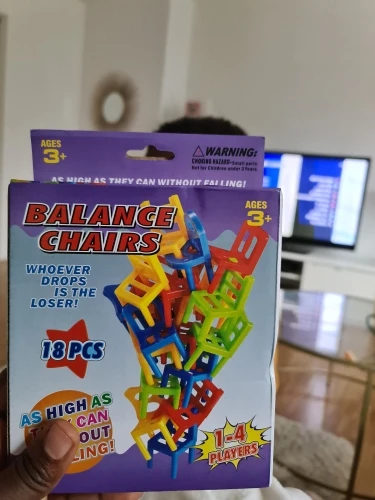 AGES
3+
WARNING:
CHOKING HAZARD-Small parts
Not for Children under 3 Years
AS HIGH AS THEY CAN WITHOUT FALLING!
BALANCE
CHAIRS
AGES
3+
WHOEVER
DROPS
IS THE
LOSER!
18 PCS
AS HIGH AS
CAN
OUT
LING!
1-4
PLAYERS